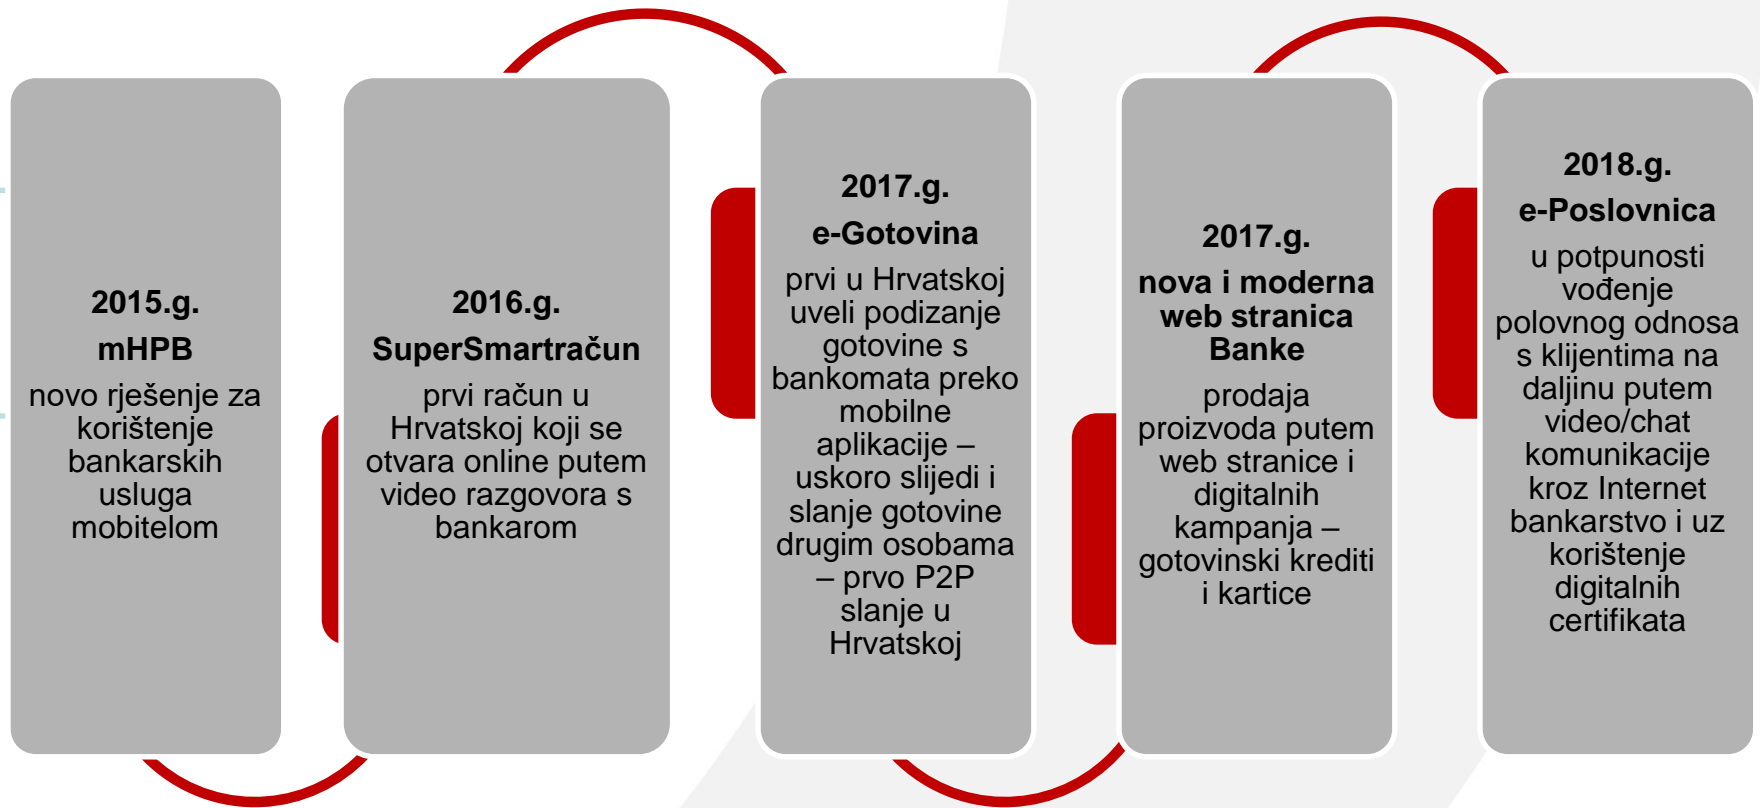 2015.g.
mHPB
novo rješenje za
korištenje
bankarskih
usluga
mobitelom
2016.g.
SuperSmartračun
prvi račun u
Hrvatskoj koji se
otvara online putem
video razgovora s
bankarom
2017.g.
e-Gotovina
prvi u Hrvatskoj
uveli podizanje
gotovine s
bankomata preko
mobilne
aplikacije –
uskoro slijedi i
slanje gotovine
drugim osobama
– prvo P2P
slanje u
Hrvatskoj
2017.g.
nova i moderna
web stranica
Banke
prodaja
proizvoda putem
web stranice i
digitalnih
kampanja –
gotovinski krediti
i kartice
2018.g.
e-Poslovnica
u potpunosti
vođenje
polovnog odnosa
s klijentima na
daljinu putem
video/chat
komunikacije
kroz Internet
bankarstvo i uz
korištenje
digitalnih
certifikata